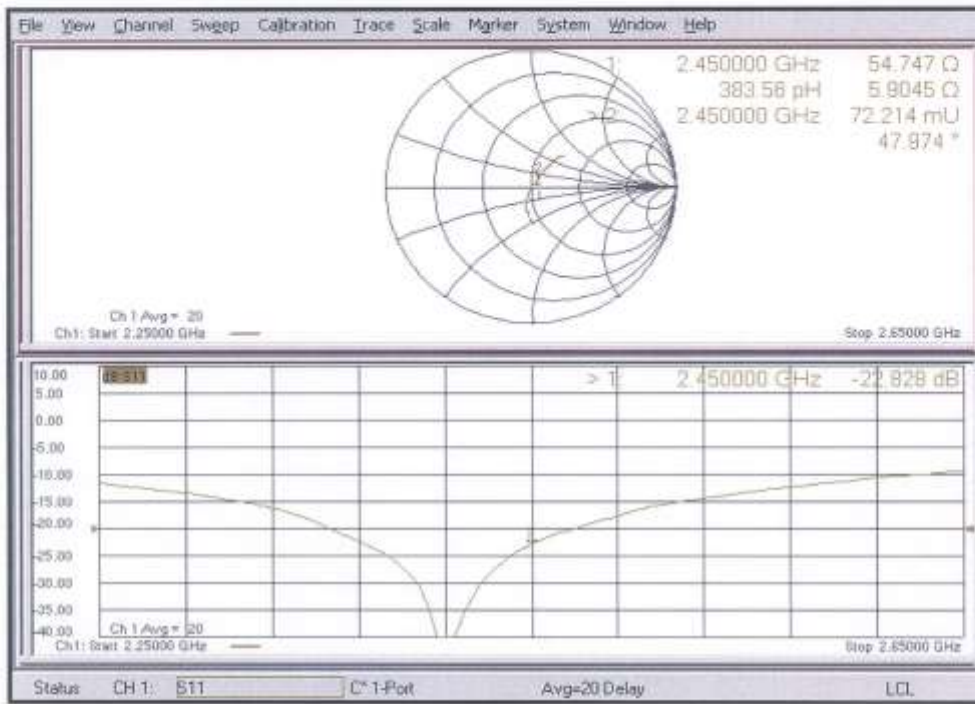 File View Channel Sweep Calibration Trace Scale Marker System Window Help
1: 2.450000 GHz 54.747 Ω
383.56 pH 5.9045 Ω
> 2: 2.450000 GHz 72.214 mU
47.974 °
Ch 1 Avg = 20
Ch1: Start 2.25000 GHz Stop 2.65000 GHz
10.00 dB S11 > 1: 2.450000 GHz -22.828 dB
5.00
0.00
-5.00
-10.00
-15.00
-20.00
-25.00
-30.00
-35.00
-40.00
Ch 1 Avg = 20
Ch1: Start 2.25000 GHz Stop 2.65000 GHz
Status CH 1: S11 C* 1-Port Avg=20 Delay LCL